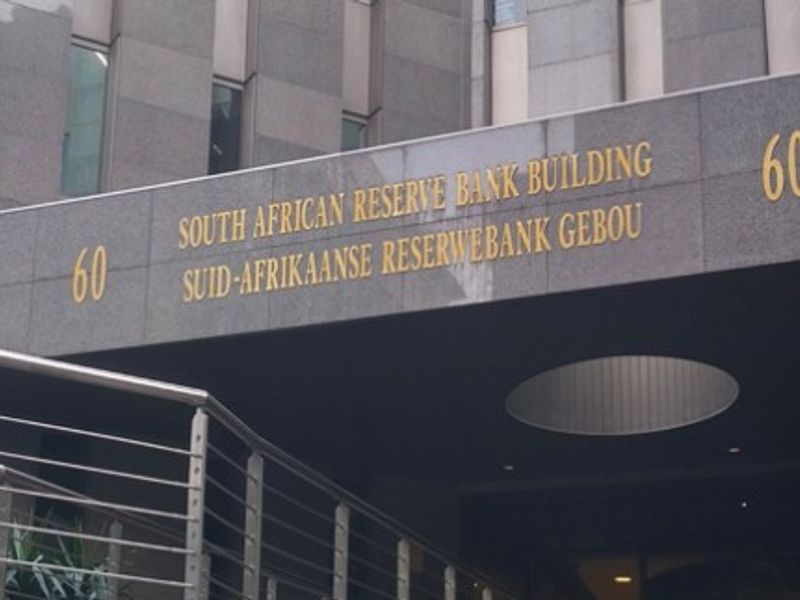 SOUTH AFRICAN RESERVE BANK BUILDING
60 SUID-AFRIKAANSE RESERWEBANK GEBOU
60